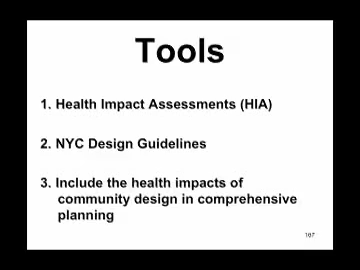 Tools
1. Health Impact Assessments (HIA)
2. NYC Design Guidelines
3. Include the health impacts of
community design in comprehensive
planning
167